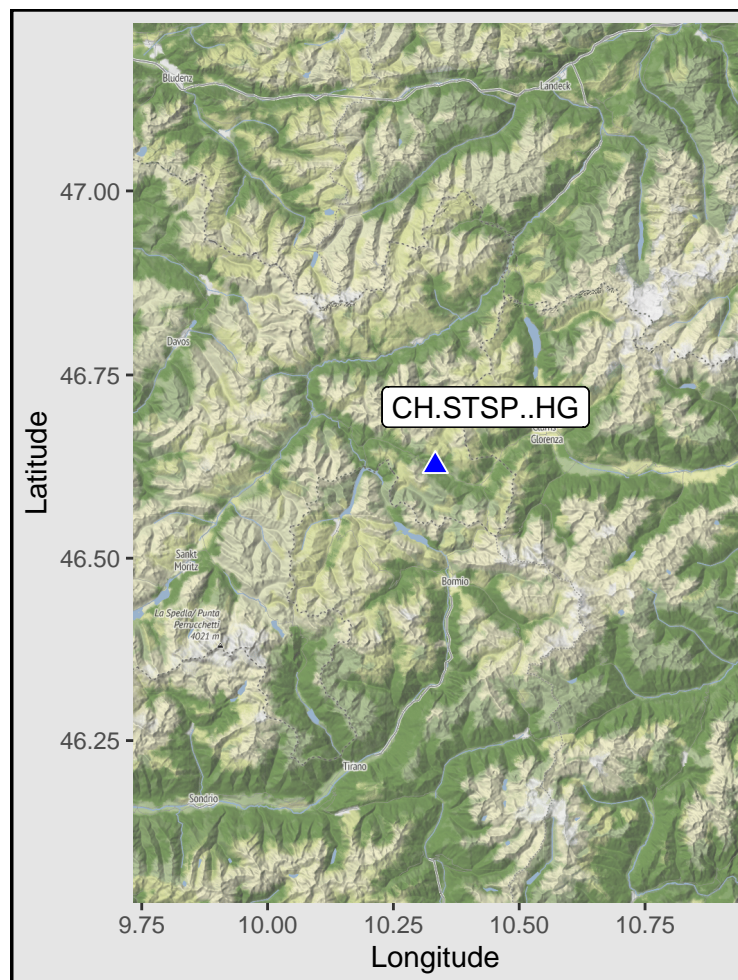 Bludenz
Landeck
47.00
Davos
46.75
CH.STSP..HG
Glorenza
Latitude
46.50
Sankt
Moritz
Bormio
La Spedla/ Punta
Perrucchetti
4021 m
46.25
Tirano
Sondrio
9.75 10.00 10.25 10.50 10.75
Longitude